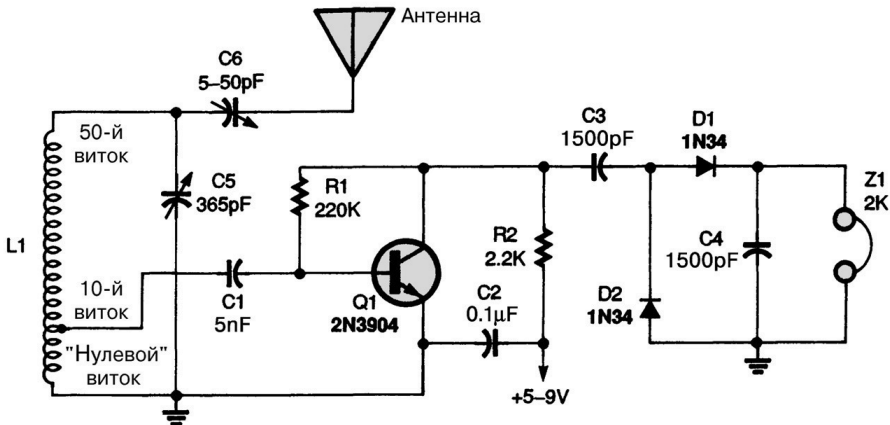 Антенна
C6
5–50pF
50-й
виток
C5
365pF
L1
10-й
виток
"Нулевой"
виток
C1
5nF
R1
220K
Q1
2N3904
C2
0.1µF
R2
2.2K
+5–9V
C3
1500pF
D1
1N34
D2
1N34
C4
1500pF
Z1
2K